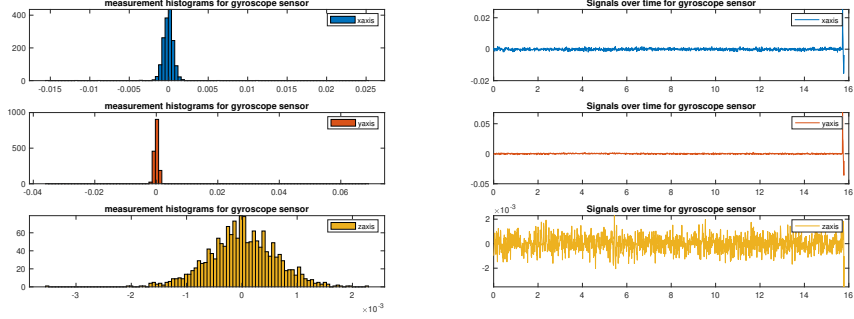 measurement histograms for gyroscope sensor
400
200
0
xaxis
-0.015 -0.01 -0.005 0 0.005 0.01 0.015 0.02 0.025
measurement histograms for gyroscope sensor
1000
500
0
yaxis
-0.04 -0.02 0 0.02 0.04 0.06
measurement histograms for gyroscope sensor
60
40
20
0
zaxis
-3 -2 -1 0 1 2
×10⁻³
Signals over time for gyroscope sensor
0.02
0
-0.02
xaxis
0 2 4 6 8 10 12 14 16
Signals over time for gyroscope sensor
0.05
0
-0.05
yaxis
0 2 4 6 8 10 12 14 16
×10⁻³
Signals over time for gyroscope sensor
2
0
-2
zaxis
0 2 4 6 8 10 12 14 16